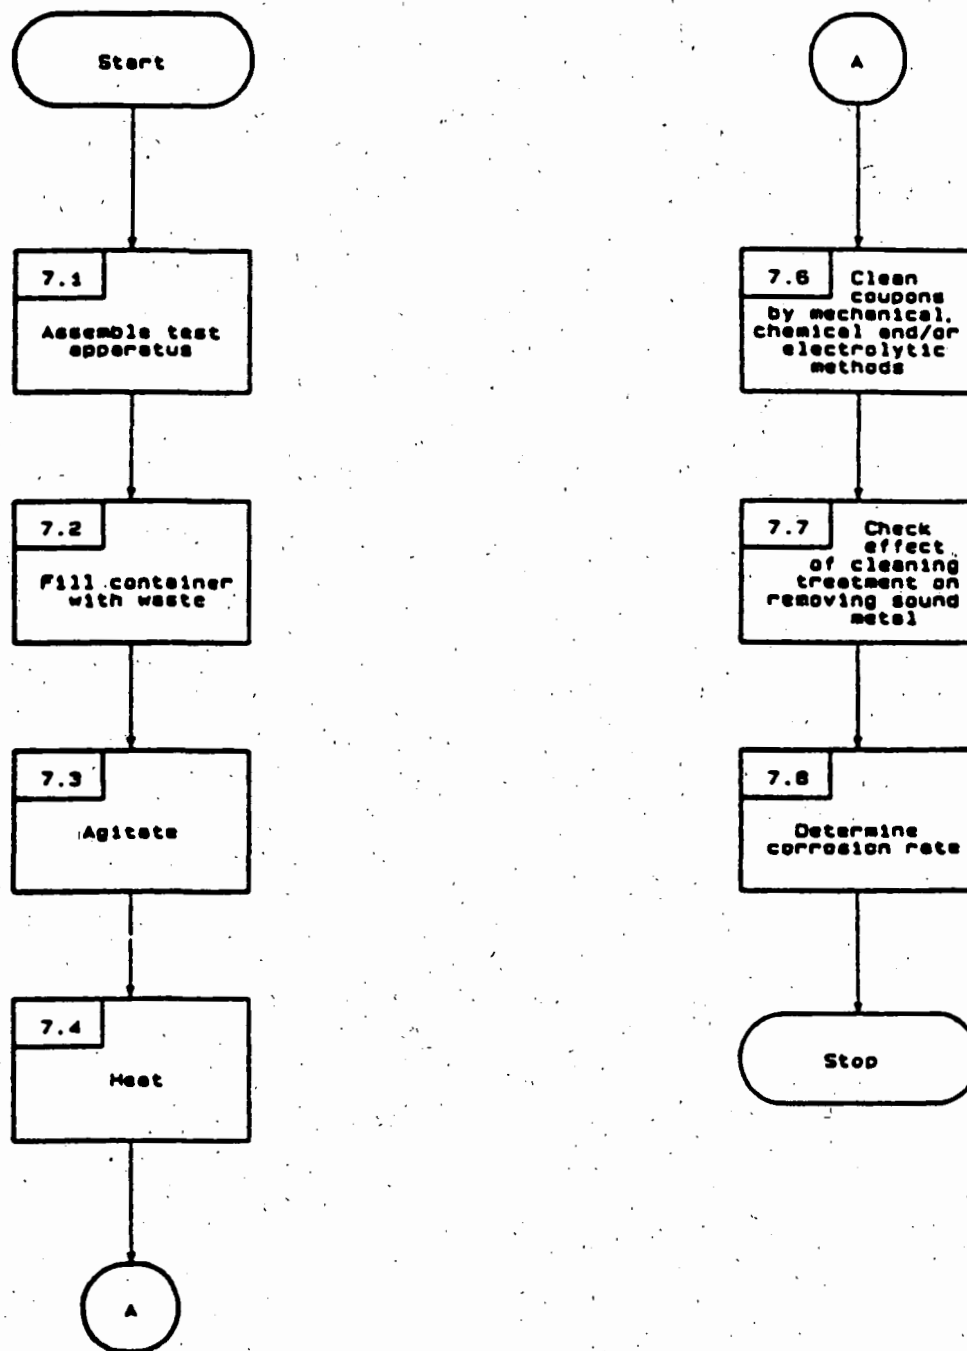 Start
7.1
Assemble test
apparatus
7.2
Fill container
with waste
7.3
Agitate
7.4
Heat
A
A
7.6 Clean
coupons
by mechanical,
chemical and/or
electrolytic
methods
7.7 Check
effect
of cleaning
treatment on
removing sound
metal
7.8
Determine
corrosion rate
Stop